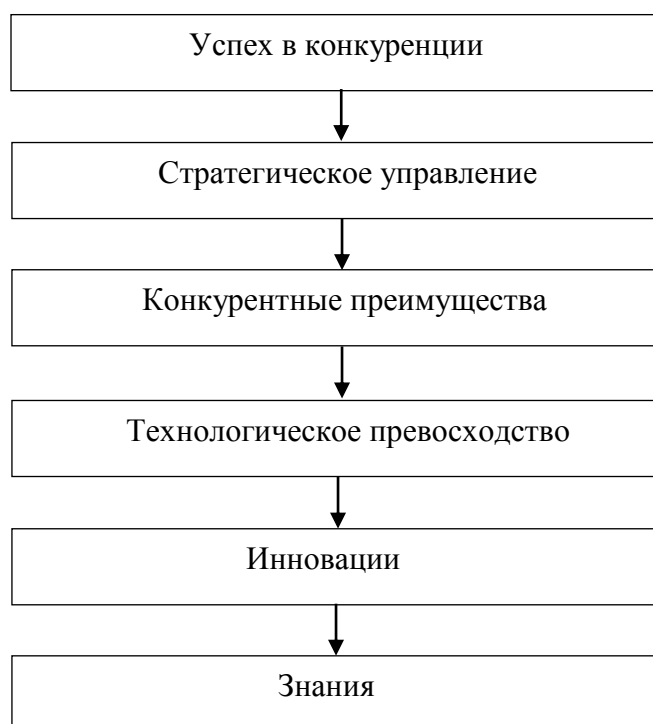 Успех в конкуренции
Стратегическое управление
Конкурентные преимущества
Технологическое превосходство
Инновации
Знания